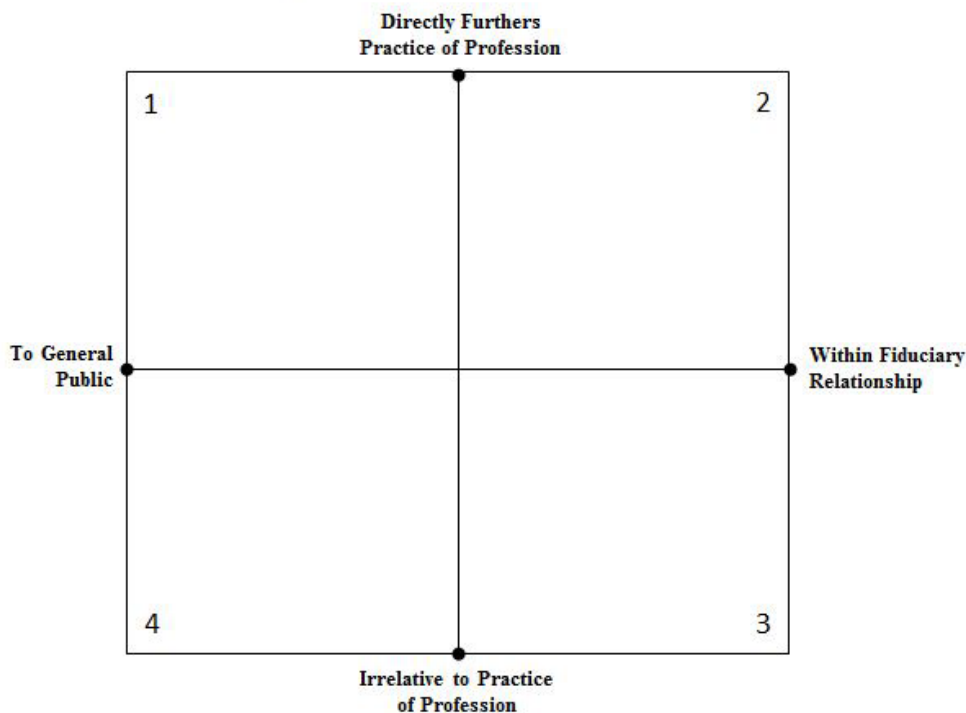 Directly Furthers
Practice of Profession
1
2
To General
Public
Within Fiduciary
Relationship
4
3
Irrelative to Practice
of Profession